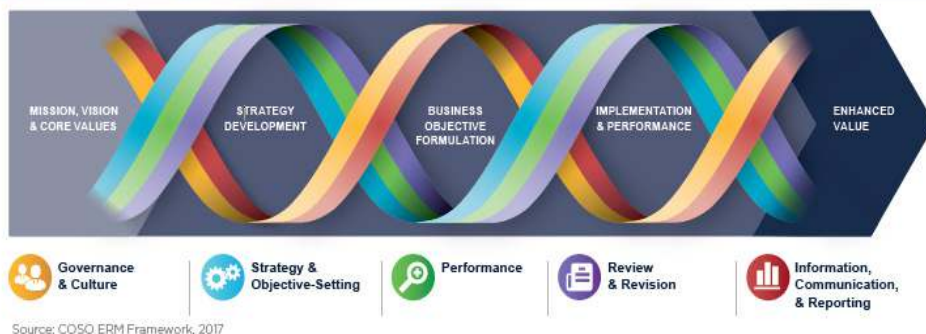 MISSION, VISION
& CORE VALUES
STRATEGY
DEVELOPMENT
BUSINESS
OBJECTIVE
FORMULATION
IMPLEMENTATION
& PERFORMANCE
ENHANCED
VALUE
Governance
& Culture
Strategy &
Objective-Setting
Performance
Review
& Revision
Information,
Communication,
& Reporting
Source: COSO ERM Framework, 2017